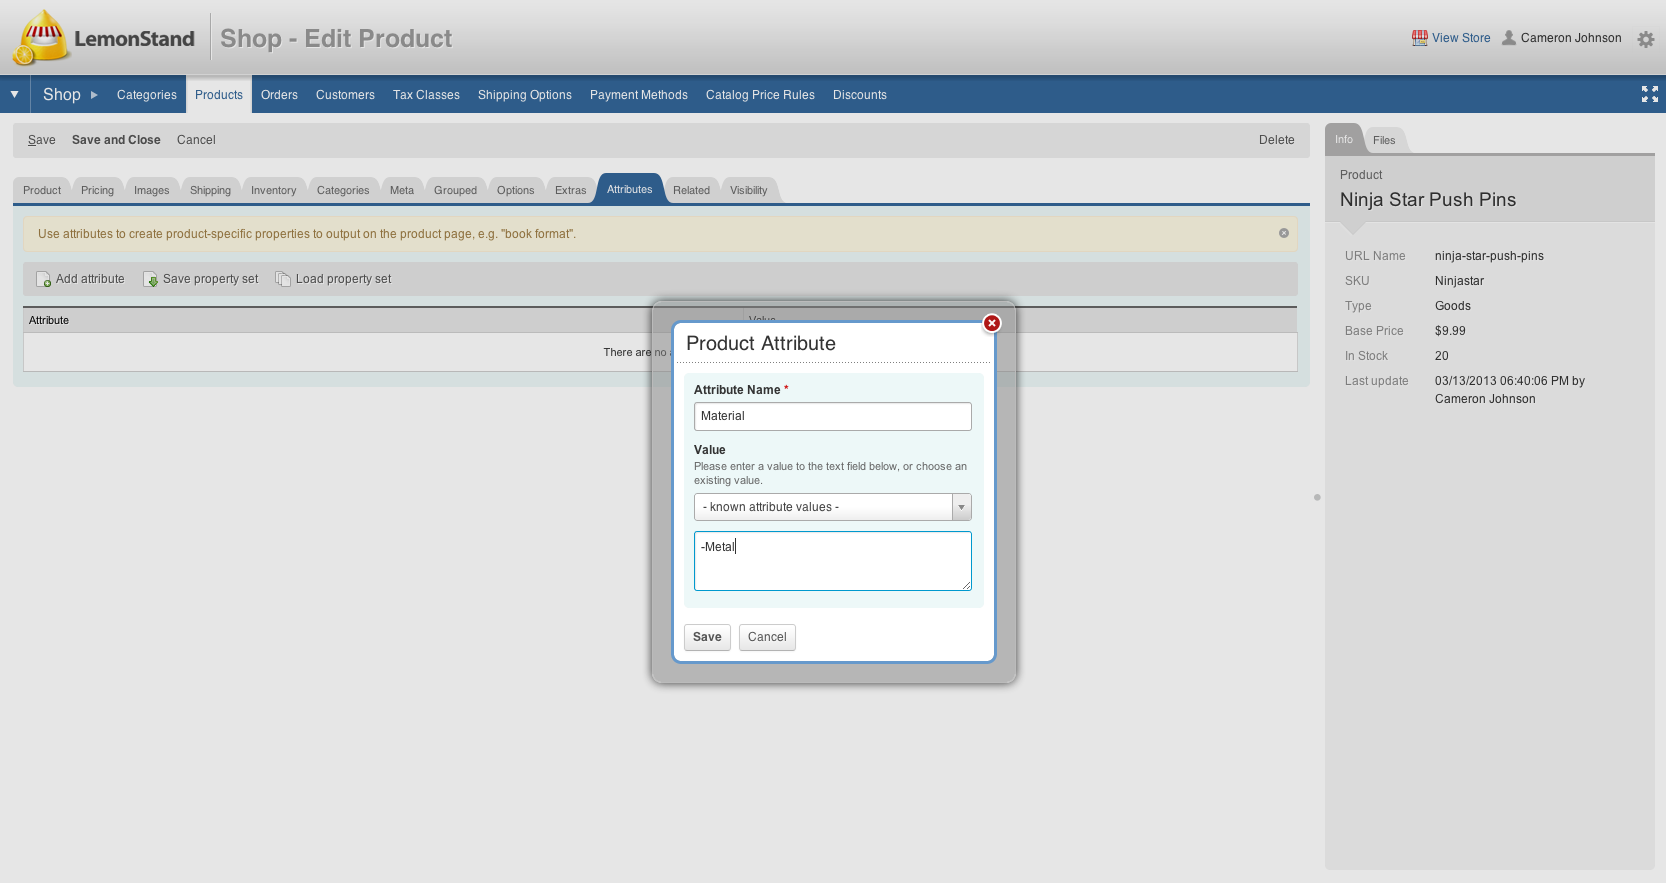 LemonStand
Shop - Edit Product
View Store
Cameron Johnson
Shop
Categories
Products
Orders
Customers
Tax Classes
Shipping Options
Payment Methods
Catalog Price Rules
Discounts
Save
Save and Close
Cancel
Delete
Product
Pricing
Images
Shipping
Inventory
Categories
Meta
Grouped
Options
Extras
Attributes
Related
Visibility
Use attributes to create product-specific properties to output on the product page, e.g. "book format".
Add attribute
Save property set
Load property set
Attribute
Value
There are no
Product Attribute
Attribute Name *
Material
Value
Please enter a value to the text field below, or choose an
existing value.
- known attribute values -
-Metal
Save
Cancel
Info
Files
Product
Ninja Star Push Pins
URL Name
ninja-star-push-pins
SKU
Ninjastar
Type
Goods
Base Price
$9.99
In Stock
20
Last update
03/13/2013 06:40:06 PM by
Cameron Johnson